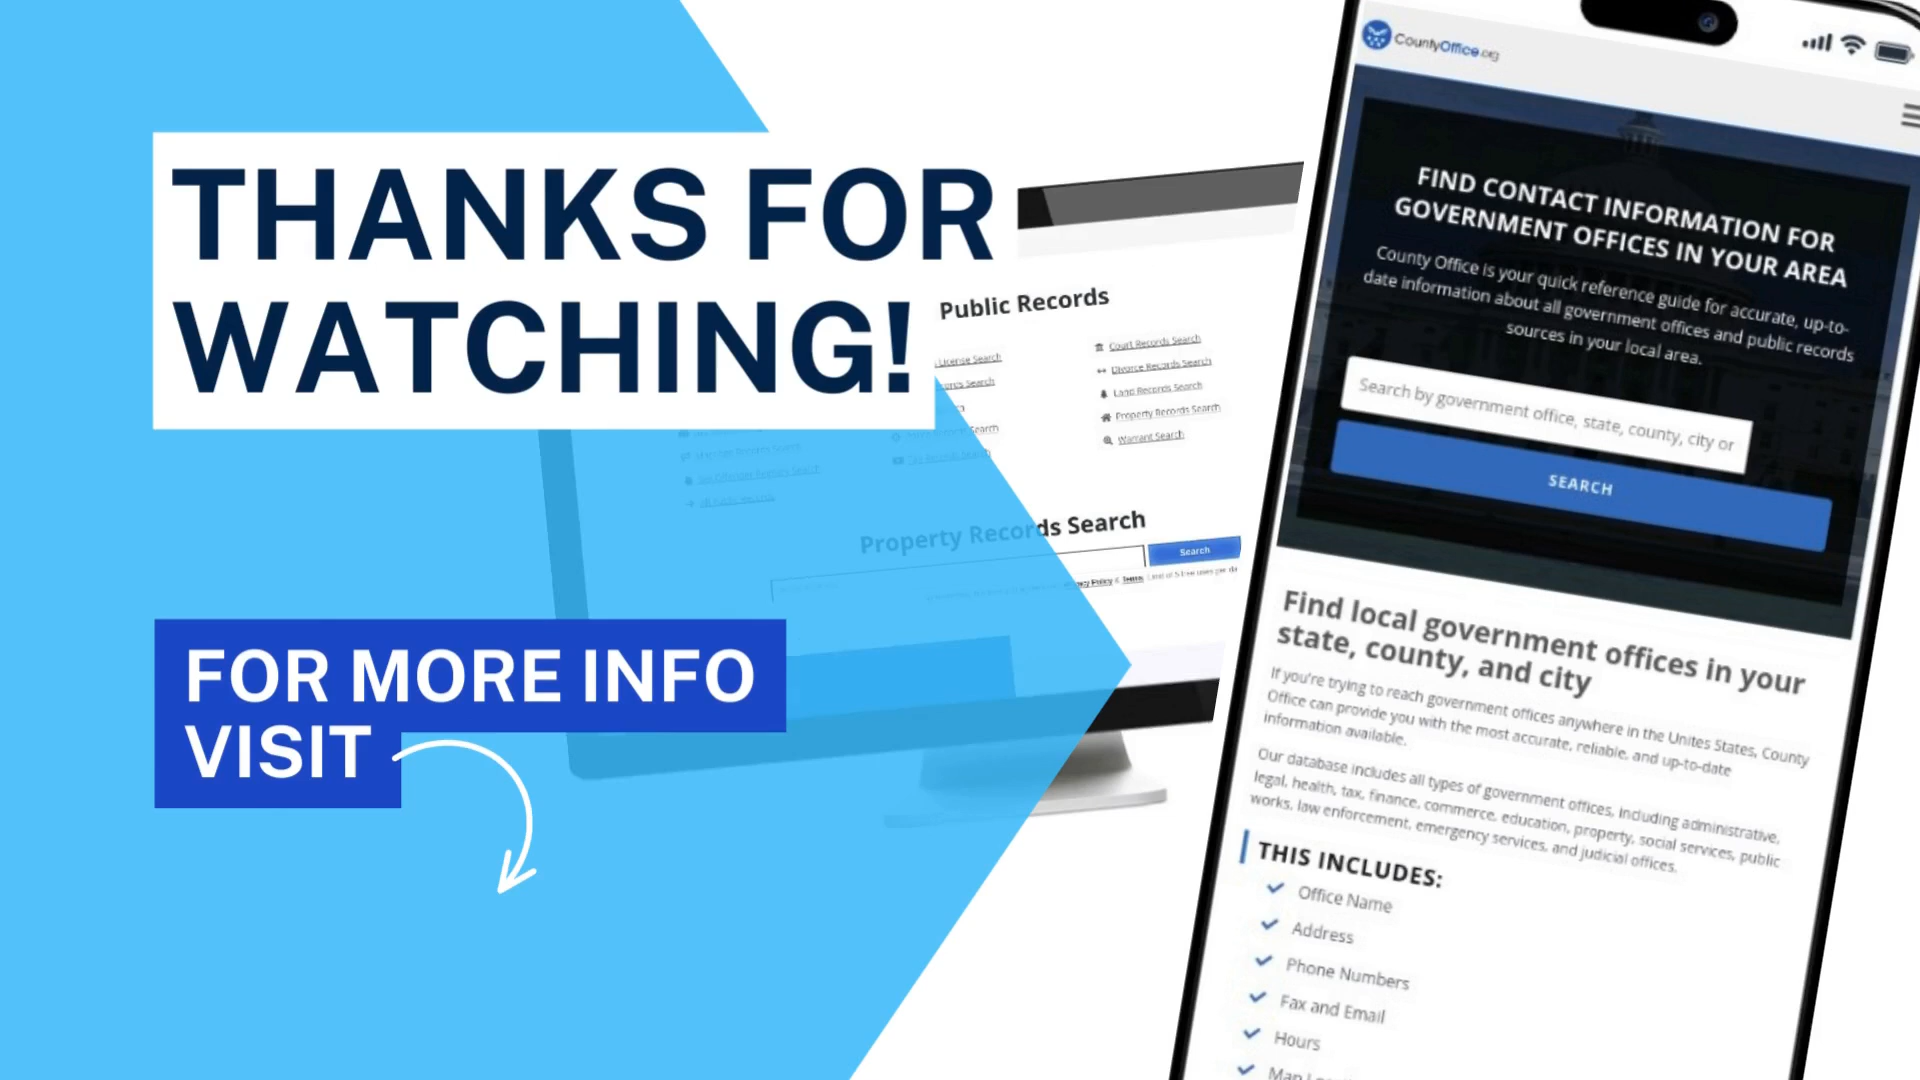 THANKS FOR
WATCHING!
FOR MORE INFO
VISIT
Public Records
License Search
Court Records Search
Divorce Records Search
Land Records Search
Property Records Search
Warrant Search
Property Records Search
Search
CountyOffice.org
FIND CONTACT INFORMATION FOR
GOVERNMENT OFFICES IN YOUR AREA
County Office is your quick reference guide for accurate, up-to-
date information about all government offices and public records
sources in your local area.
Search by government office, state, county, city or
SEARCH
Find local government offices in your
state, county, and city
If you're trying to reach government offices anywhere in the Unites States, County
Office can provide you with the most accurate, reliable, and up-to-date
information available.
Our database includes all types of government offices, including administrative,
legal, health, tax, finance, commerce, education, property, social services, public
works, law enforcement, emergency services, and judicial offices.
THIS INCLUDES:
Office Name
Address
Phone Numbers
Fax and Email
Hours